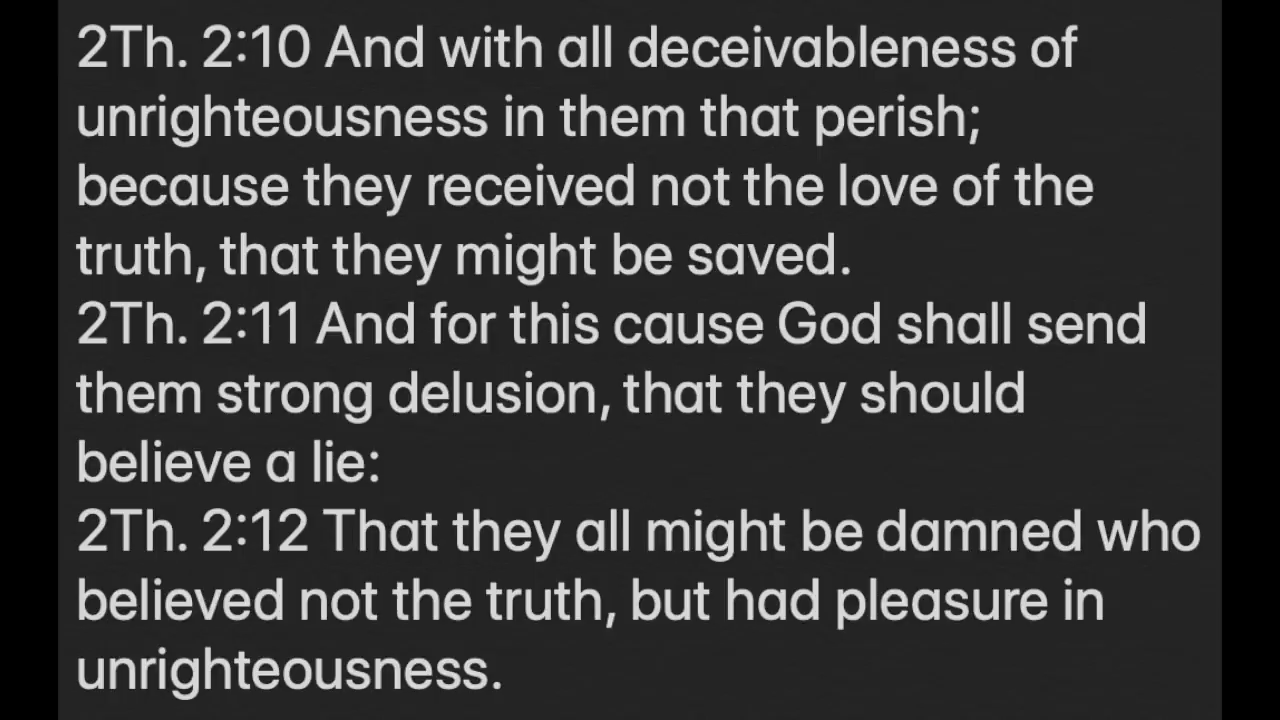 2Th. 2:10 And with all deceivableness of
unrighteousness in them that perish;
because they received not the love of the
truth, that they might be saved.
2Th. 2:11 And for this cause God shall send
them strong delusion, that they should
believe a lie:
2Th. 2:12 That they all might be damned who
believed not the truth, but had pleasure in
unrighteousness.